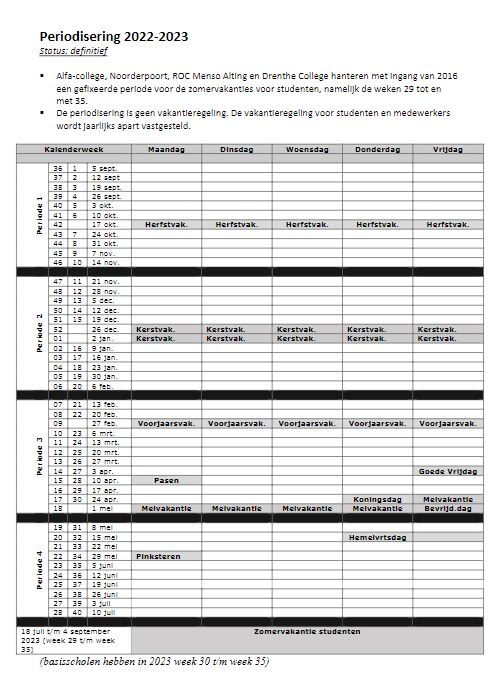 Periodisering 2022-2023
Status: definitief
▪ Alfa-college, Noorderpoort, ROC Menso Alting en Drenthe College hanteren met ingang van 2016
een gefixeerde periode voor de zomervakanties voor studenten, namelijk de weken 29 tot en
met 35.
▪ De periodisering is geen vakantieregeling. De vakantieregeling voor studenten en medewerkers
wordt jaarlijks apart vastgesteld.
Kalenderweek Maandag Dinsdag Woensdag Donderdag Vrijdag
Periode 1
36 1 5 sept.
37 2 12 sept
38 3 19 sept.
39 4 26 sept.
40 5 3 okt.
41 6 10 okt.
42 17 okt. Herfstvak. Herfstvak. Herfstvak. Herfstvak. Herfstvak.
43 7 24 okt.
44 8 31 okt.
45 9 7 nov.
46 10 14 nov.
Periode 2
47 11 21 nov.
48 12 28 nov.
49 13 5 dec.
50 14 12 dec.
51 15 19 dec.
52 26 dec. Kerstvak. Kerstvak. Kerstvak. Kerstvak. Kerstvak.
01 2 jan. Kerstvak. Kerstvak. Kerstvak. Kerstvak. Kerstvak.
02 16 9 jan.
03 17 16 jan.
04 18 23 jan.
05 19 30 jan.
06 20 6 feb.
Periode 3
07 21 13 feb.
08 22 20 feb.
09 27 feb. Voorjaarsvak. Voorjaarsvak. Voorjaarsvak. Voorjaarsvak. Voorjaarsvak.
10 23 6 mrt.
11 24 13 mrt.
12 25 20 mrt.
13 26 27 mrt.
14 27 3 apr. Goede Vrijdag
15 28 10 apr. Pasen
16 29 17 apr.
17 30 24 apr. Koningsdag Meivakantie
18 1 mei Meivakantie Meivakantie Meivakantie Meivakantie Bevrijd.dag
Periode 4
19 31 8 mei
20 32 15 mei Hemelvrtsdag
21 33 22 mei
22 34 29 mei Pinksteren
23 35 5 juni
24 36 12 juni
25 37 19 juni
26 38 26 juni
27 39 3 juli
28 40 10 juli
18 juli t/m 4 september Zomervakantie studenten
2023 (week 29 t/m week
35)
(basisscholen hebben in 2023 week 30 t/m week 35)